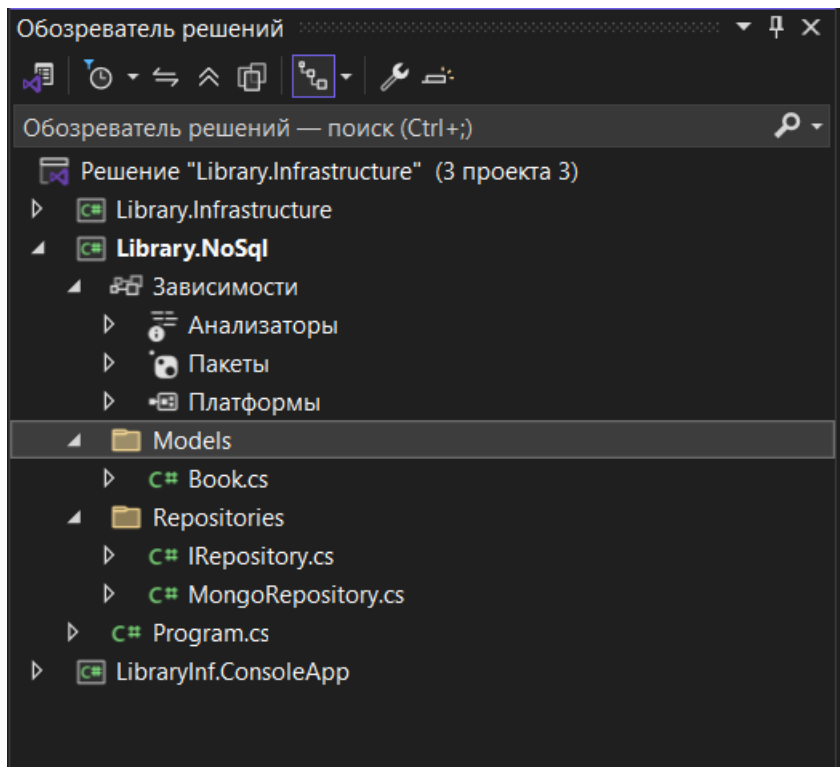 Обозреватель решений
Обозреватель решений — поиск (Ctrl+;)
Решение "Library.Infrastructure" (3 проекта 3)
C# Library.Infrastructure
C# Library.NoSql
Зависимости
Анализаторы
Пакеты
Платформы
Models
C# Book.cs
Repositories
C# IRepository.cs
C# MongoRepository.cs
C# Program.cs
C# LibraryInf.ConsoleApp